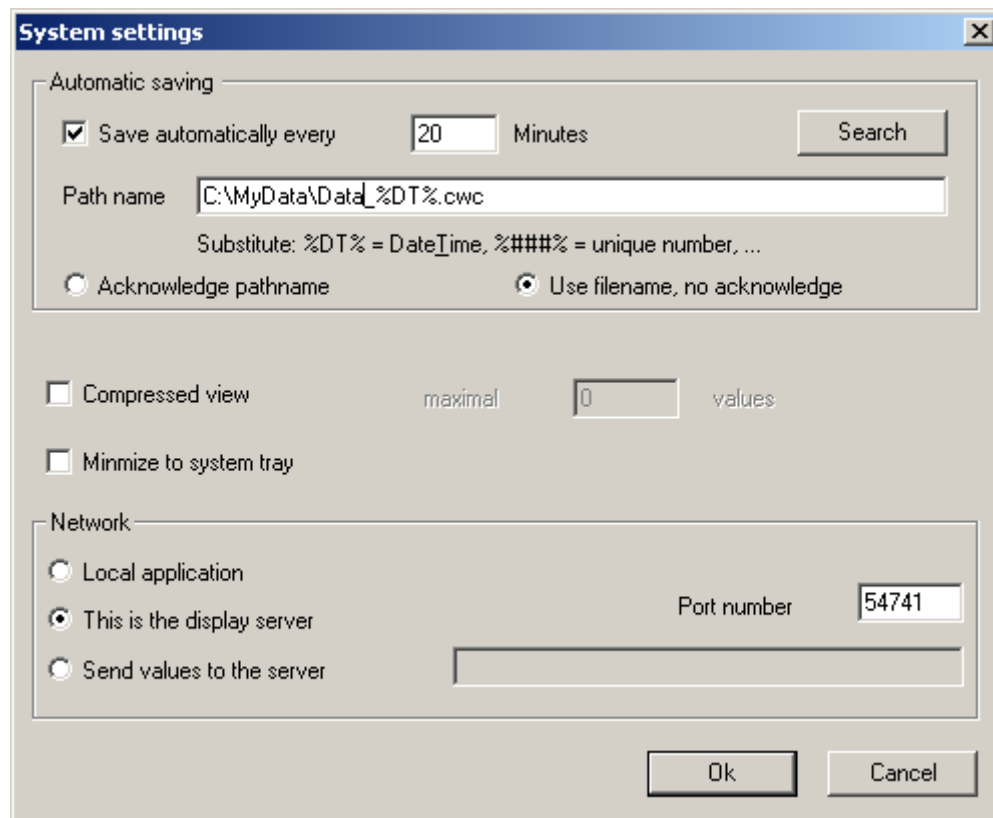 System settings
Automatic saving
Save automatically every 20 Minutes Search
Path name C:\MyData\Data_%DT%.cwc
Substitute: %DT% = DateTime, %###% = unique number, ...
Acknowledge pathname Use filename, no acknowledge
Compressed view maximal 0 values
Minmize to system tray
Network
Local application
Port number 54741
This is the display server
Send values to the server
Ok Cancel